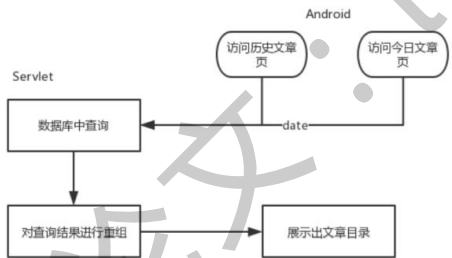 Android
访问历史文章
页
访问今日文章
页
Servlet
数据库中查询
date
对查询结果进行重组
展示出文章目录